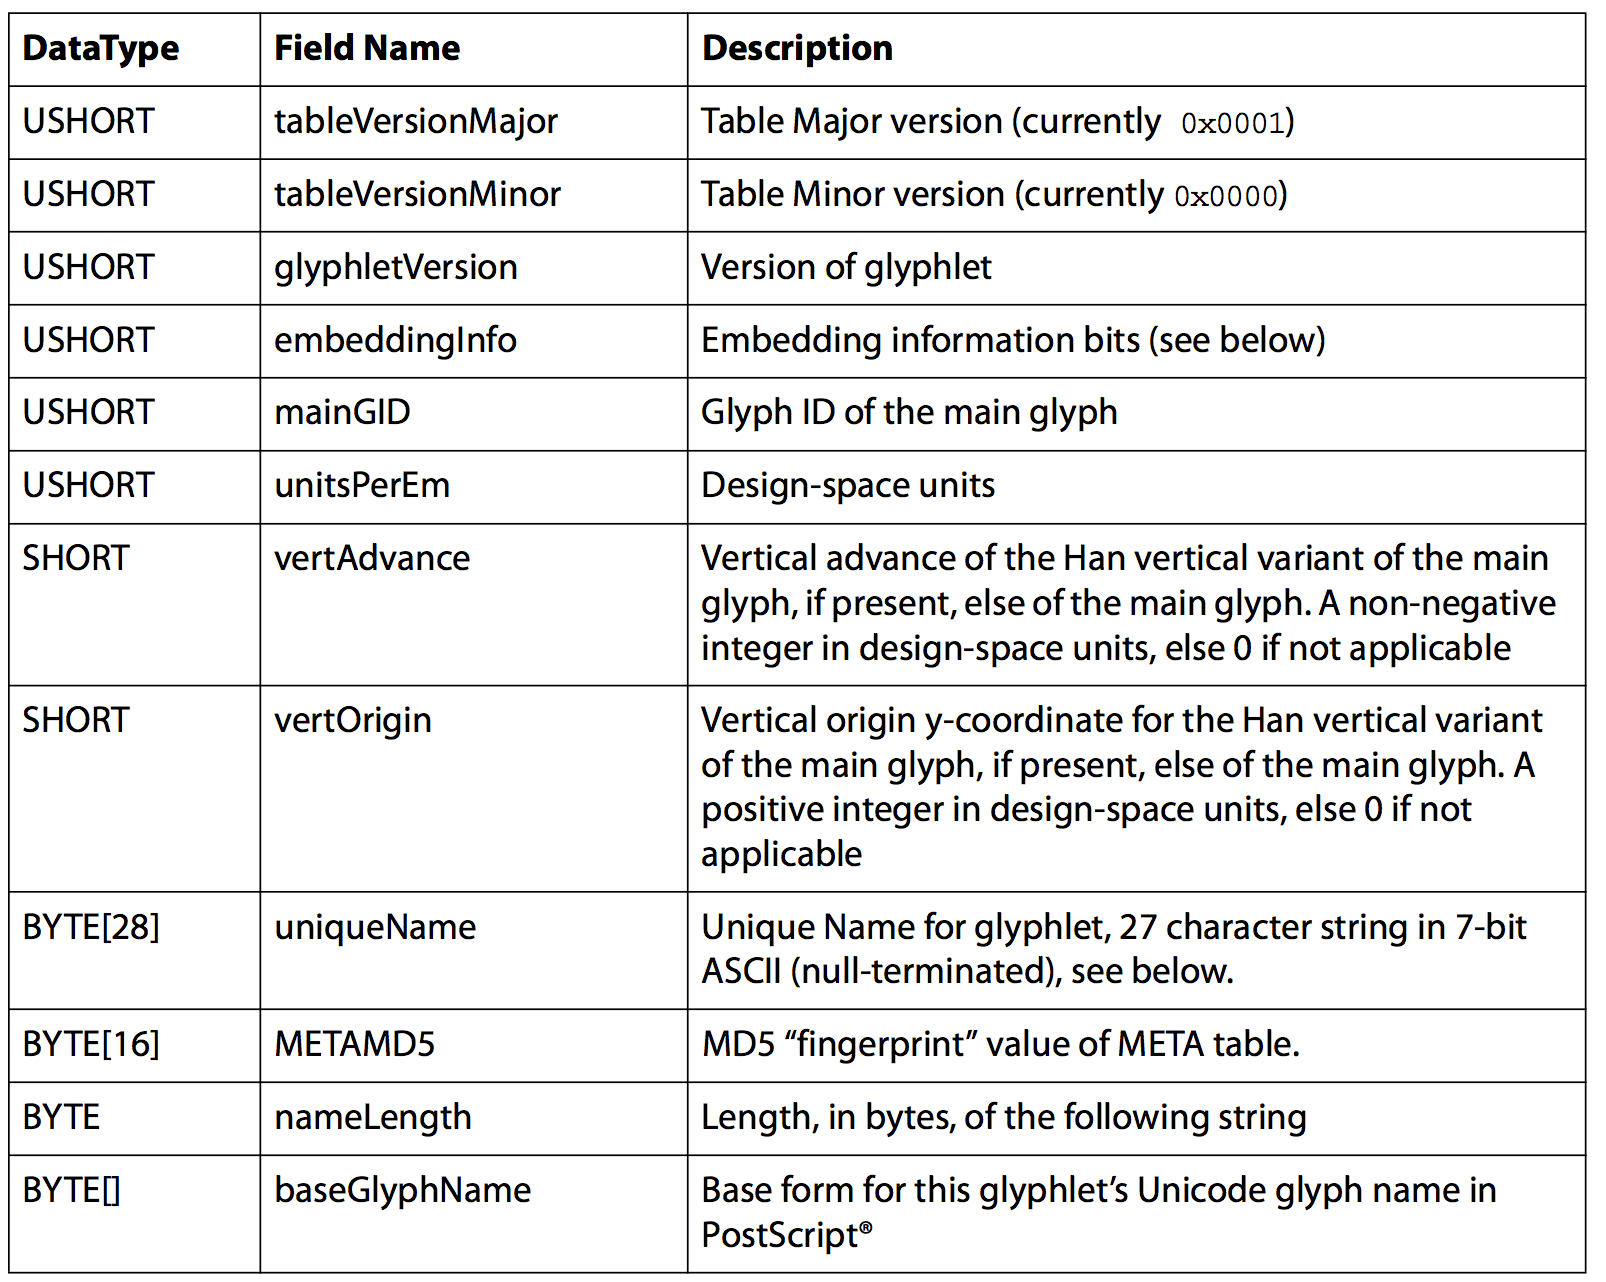 DataType Field Name Description
USHORT tableVersionMajor Table Major version (currently 0x0001)
USHORT tableVersionMinor Table Minor version (currently 0x0000)
USHORT glyphletVersion Version of glyphlet
USHORT embeddingInfo Embedding information bits (see below)
USHORT mainGID Glyph ID of the main glyph
USHORT unitsPerEm Design-space units
SHORT vertAdvance Vertical advance of the Han vertical variant of the main
glyph, if present, else of the main glyph. A non-negative
integer in design-space units, else 0 if not applicable
SHORT vertOrigin Vertical origin y-coordinate for the Han vertical variant
of the main glyph, if present, else of the main glyph. A
positive integer in design-space units, else 0 if not
applicable
BYTE[28] uniqueName Unique Name for glyphlet, 27 character string in 7-bit
ASCII (null-terminated), see below.
BYTE[16] METAMD5 MD5 “fingerprint” value of META table.
BYTE nameLength Length, in bytes, of the following string
BYTE[] baseGlyphName Base form for this glyphlet’s Unicode glyph name in
PostScript®